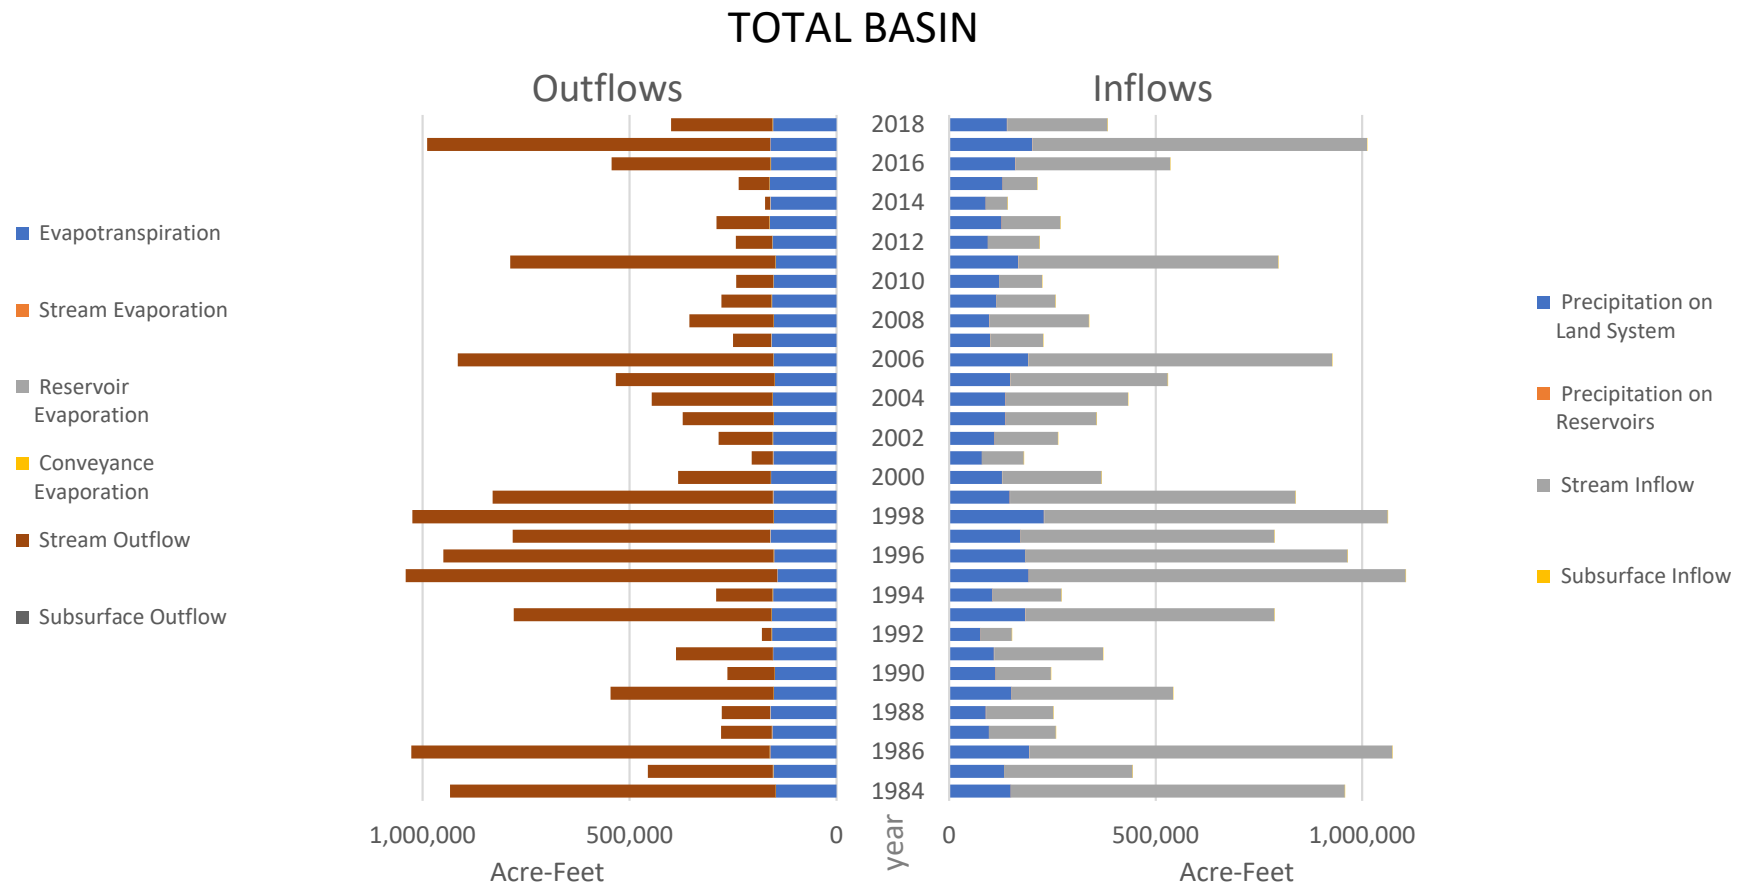 TOTAL BASIN
Outflows
Inflows
Evapotranspiration
Stream Evaporation
Reservoir
Evaporation
Conveyance
Evaporation
Stream Outflow
Subsurface Outflow
2018
2016
2014
2012
2010
2008
2006
2004
2002
2000
1998
1996
1994
1992
1990
1988
1986
1984
Precipitation on
Land System
Precipitation on
Reservoirs
Stream Inflow
Subsurface Inflow
1,000,000
500,000
0
year
0
500,000
1,000,000
Acre-Feet
Acre-Feet